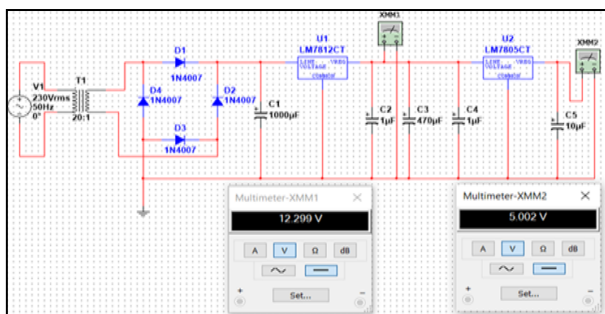 XMM1
U1
LM7812CT
LINE VREG
VOLTAGE
COMMON
U2
LM7805CT
LINE VREG
VOLTAGE
COMMON
XMM2
D1
1N4007
V1
230Vrms
50Hz
0°
T1
20:1
D4
1N4007
D2
1N4007
D3
1N4007
C1
1000µF
C2
1µF
C3
470µF
C4
1µF
C5
10µF
Multimeter-XMM1 ×
12.299 V
A V Ω dB
Set...
+ −
Multimeter-XMM2 ×
5.002 V
A V Ω dB
Set...
+ −